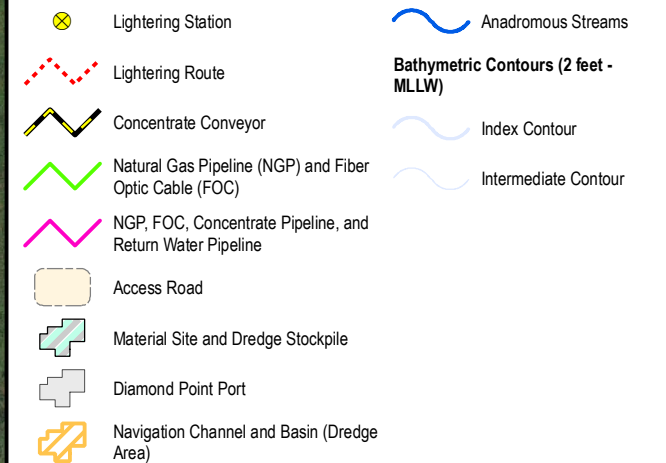 Lightering Station
Lightering Route
Concentrate Conveyor
Natural Gas Pipeline (NGP) and Fiber
Optic Cable (FOC)
NGP, FOC, Concentrate Pipeline, and
Return Water Pipeline
Access Road
Material Site and Dredge Stockpile
Diamond Point Port
Navigation Channel and Basin (Dredge
Area)
Anadromous Streams
Bathymetric Contours (2 feet -
MLLW)
Index Contour
Intermediate Contour